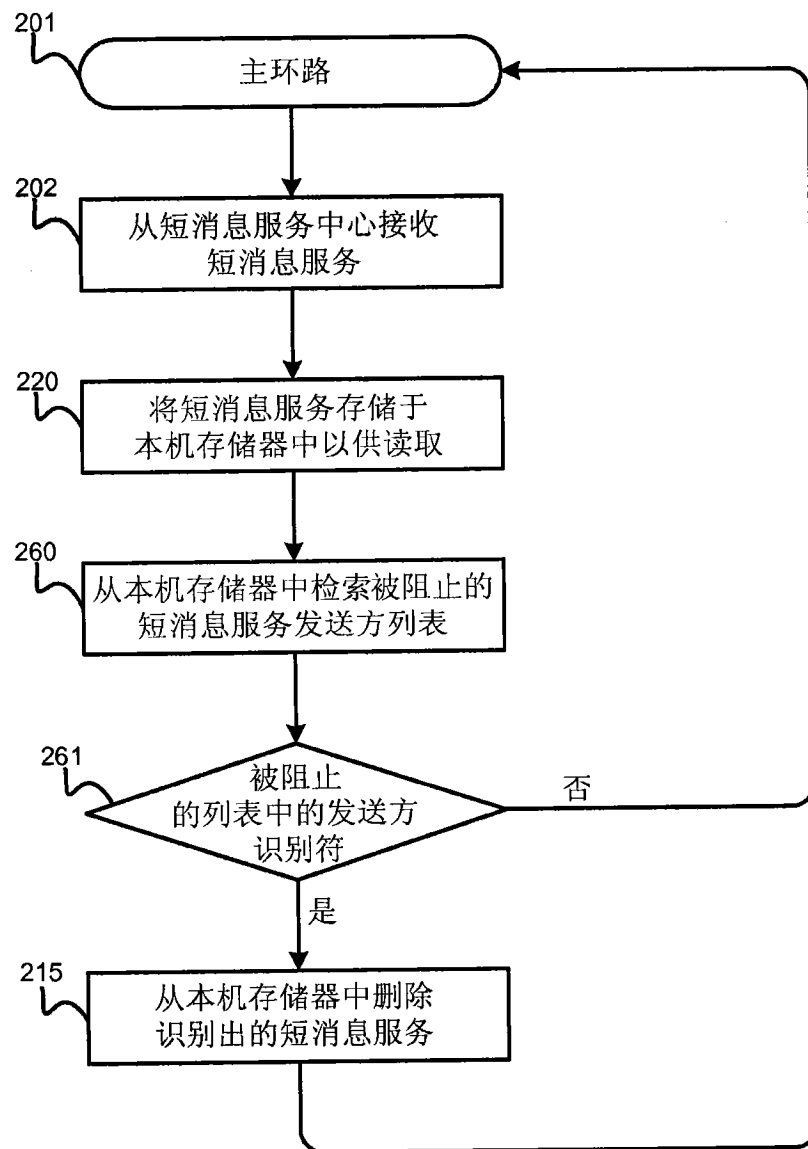 201
主环路
202
从短消息服务中心接收
短消息服务
220
将短消息服务存储于
本机存储器中以供读取
260
从本机存储器中检索被阻止的
短消息服务发送方列表
261
被阻止
的列表中的发送方
识别符
否
是
215
从本机存储器中删除
识别出的短消息服务